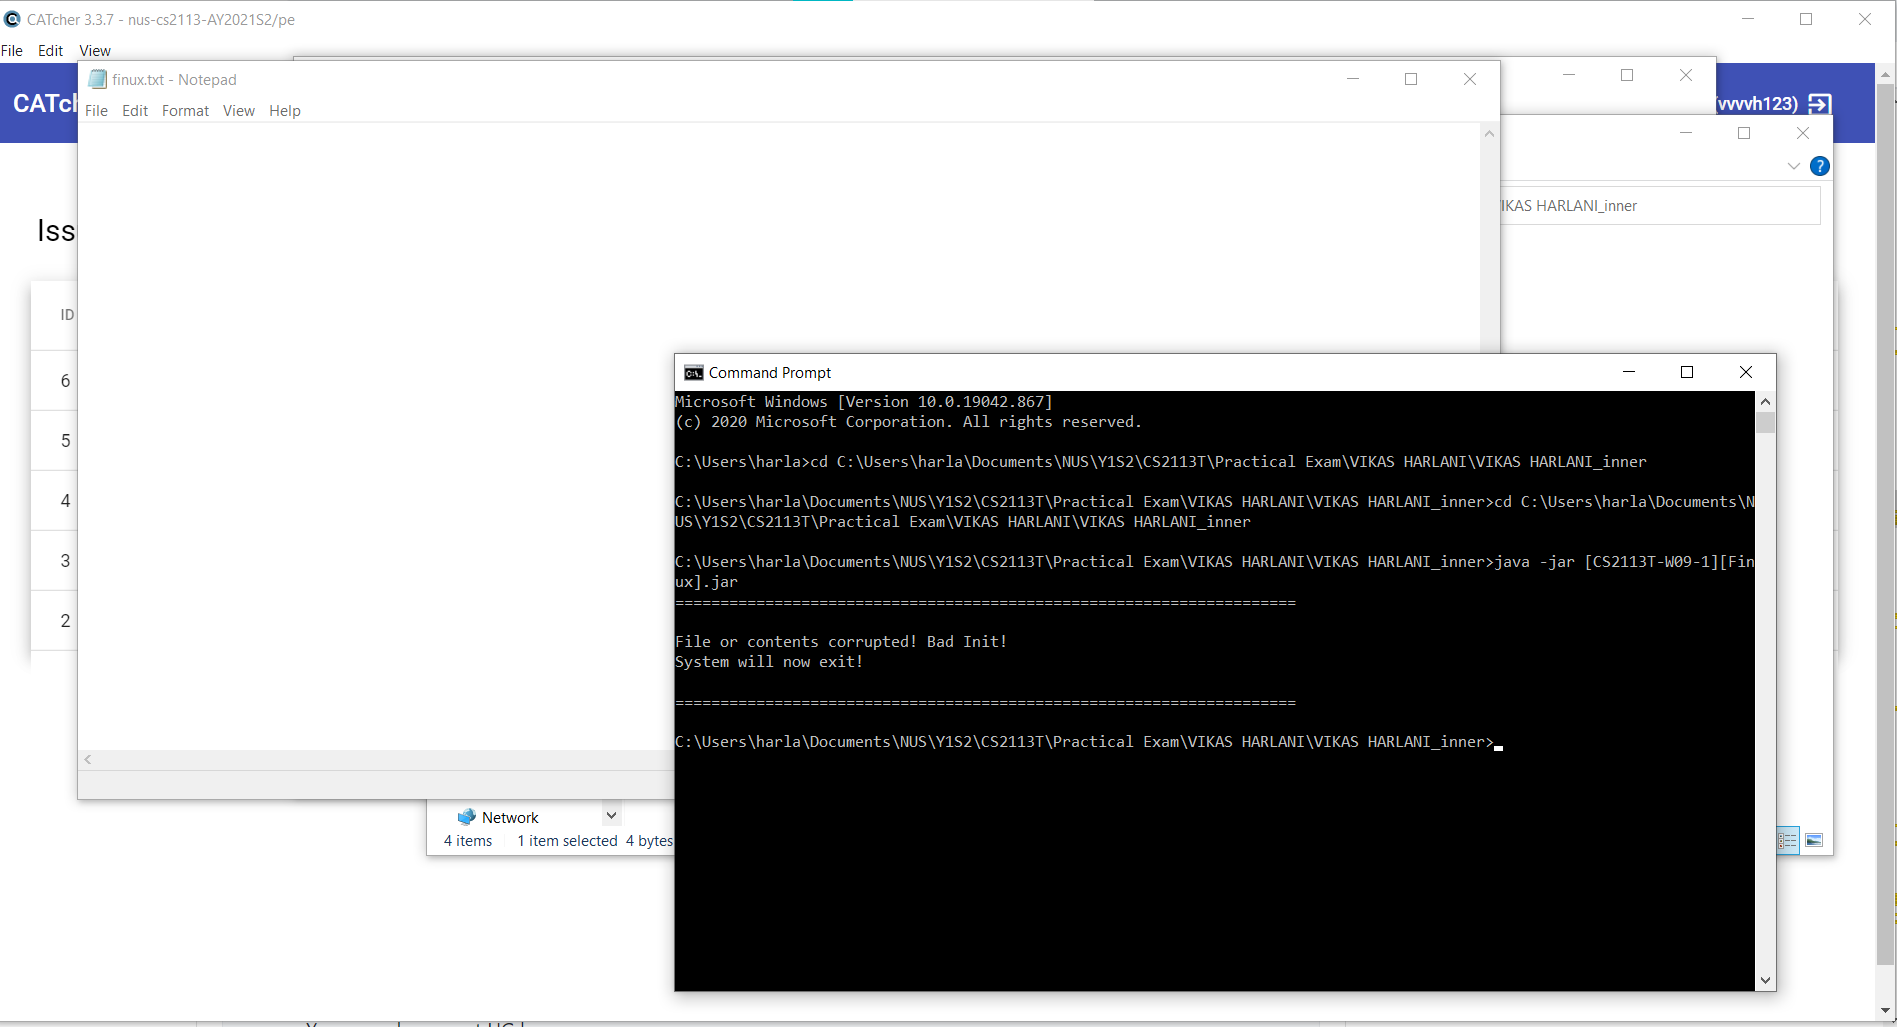 CATcher 3.3.7 - nus-cs2113-AY2021S2/pe
File Edit View
finux.txt - Notepad
File Edit Format View Help
CATch
(vvvvh123)
?
VIKAS HARLANI_inner
Iss
ID
6
5
4
3
2
Command Prompt
Microsoft Windows [Version 10.0.19042.867]
(c) 2020 Microsoft Corporation. All rights reserved.
C:\Users\harla>cd C:\Users\harla\Documents\NUS\Y1S2\CS2113T\Practical Exam\VIKAS HARLANI\VIKAS HARLANI_inner
C:\Users\harla\Documents\NUS\Y1S2\CS2113T\Practical Exam\VIKAS HARLANI\VIKAS HARLANI_inner>cd C:\Users\harla\Documents\N
US\Y1S2\CS2113T\Practical Exam\VIKAS HARLANI\VIKAS HARLANI_inner
C:\Users\harla\Documents\NUS\Y1S2\CS2113T\Practical Exam\VIKAS HARLANI\VIKAS HARLANI_inner>java -jar [CS2113T-W09-1][Fin
ux].jar
=====================================================================
File or contents corrupted! Bad Init!
System will now exit!
=====================================================================
C:\Users\harla\Documents\NUS\Y1S2\CS2113T\Practical Exam\VIKAS HARLANI\VIKAS HARLANI_inner>
Network
4 items 1 item selected 4 bytes